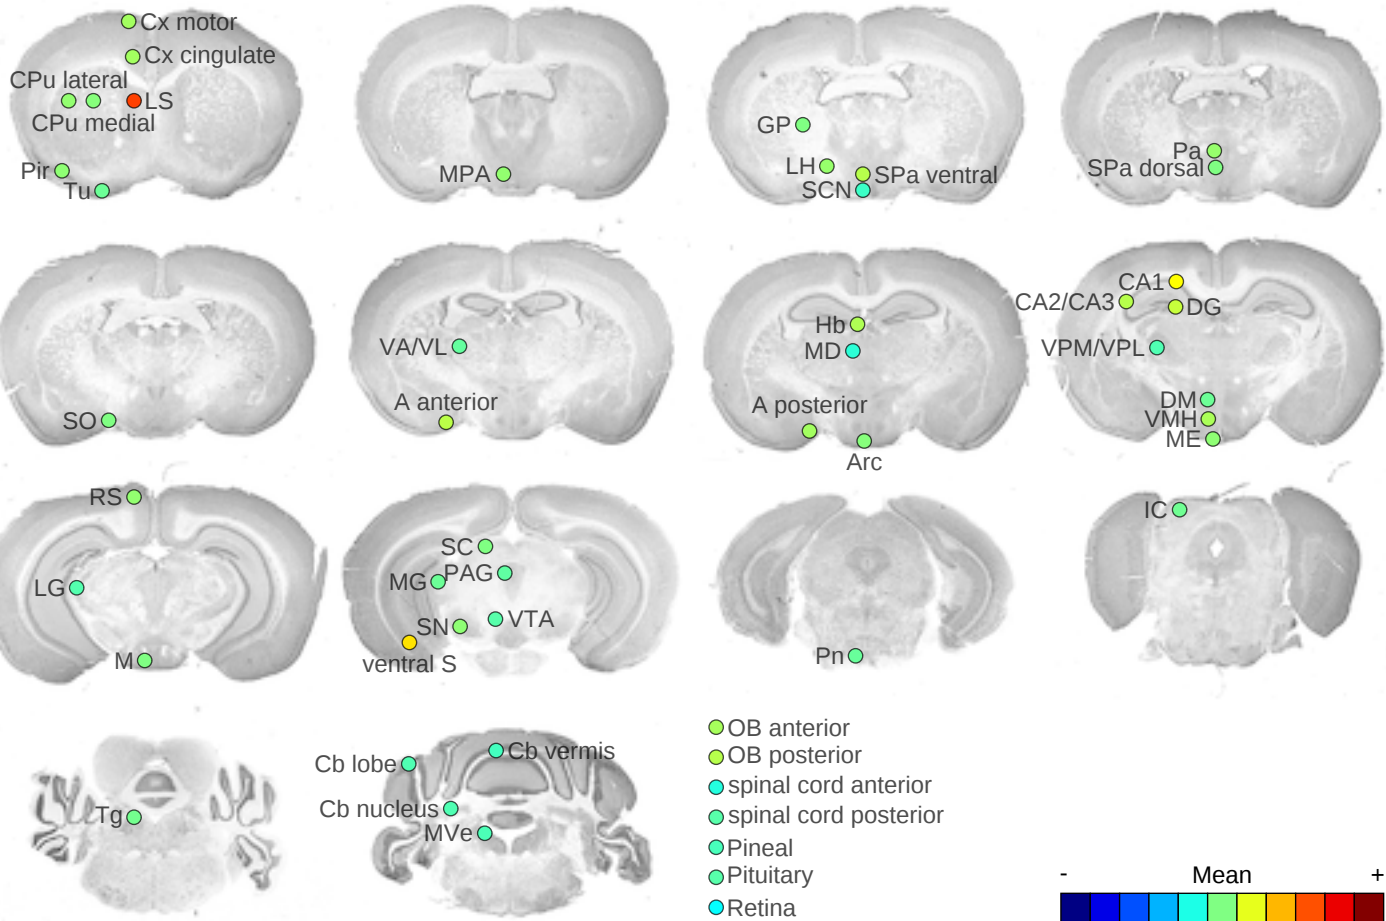 Cx motor
Cx cingulate
CPu lateral
LS
CPu medial
Pir
Tu
MPA
GP
LH
SPa ventral
SCN
Pa
SPa dorsal
SO
VA/VL
A anterior
Hb
MD
A posterior
Arc
CA1
CA2/CA3
DG
VPM/VPL
DM
VMH
ME
RS
LG
M
SC
MG
PAG
SN
VTA
ventral S
Pn
IC
Tg
Cb lobe
Cb vermis
Cb nucleus
MVe
OB anterior
OB posterior
spinal cord anterior
spinal cord posterior
Pineal
Pituitary
Retina
- Mean +